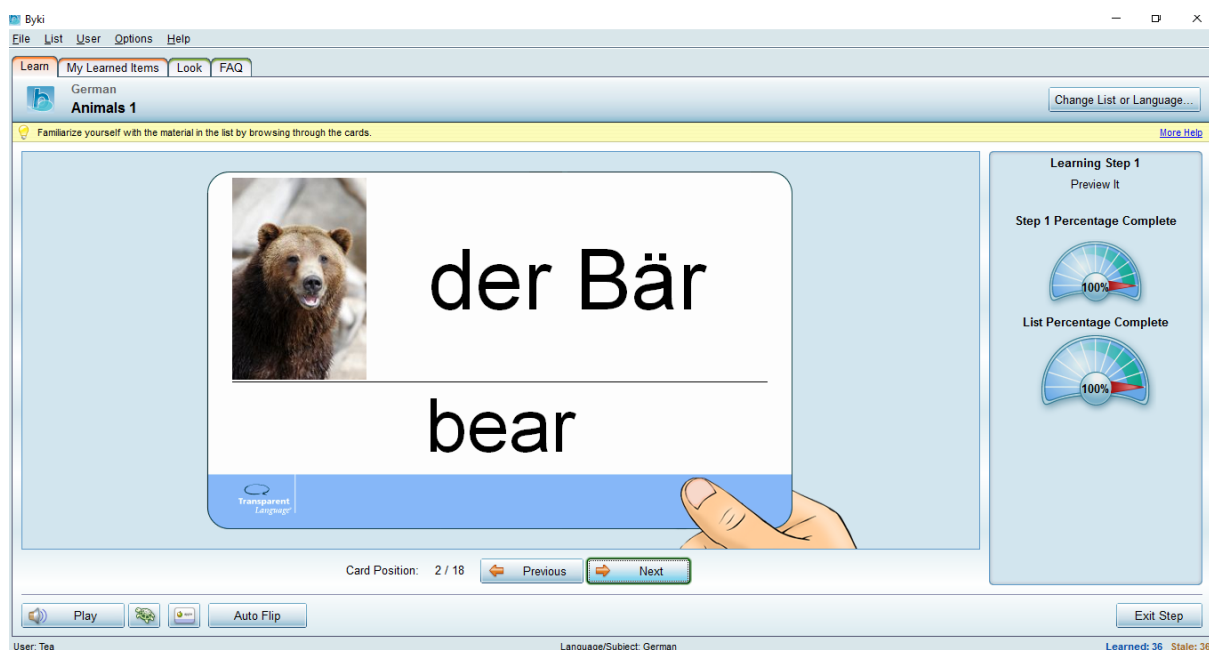 Byki
File List User Options Help
Learn My Learned Items Look FAQ
German
Animals 1
Change List or Language...
Familiarize yourself with the material in the list by browsing through the cards.
More Help
der Bär
bear
Transparent
Language
Learning Step 1
Preview It
Step 1 Percentage Complete
100%
List Percentage Complete
100%
Card Position: 2 / 18 Previous Next
Play Auto Flip Exit Step
User: Tea Language/Subject: German Learned: 36 Stale: 36